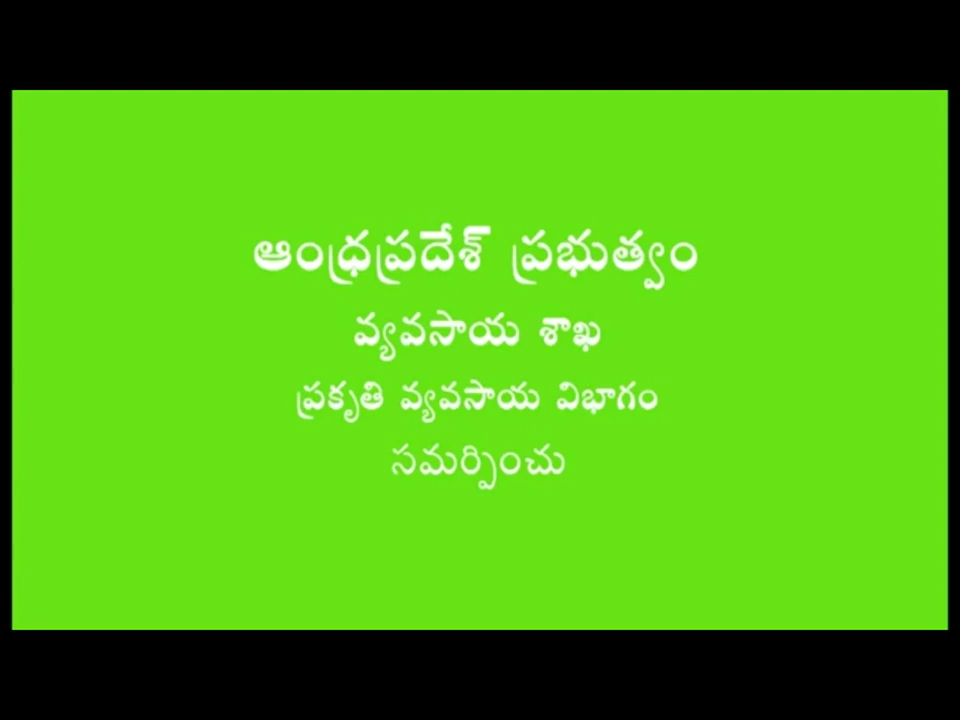 ఆంధ్రప్రదేశ్ ప్రభుత్వం
వ్యవసాయ శాఖ
ప్రకృతి వ్యవసాయ విభాగం
సమర్పించు